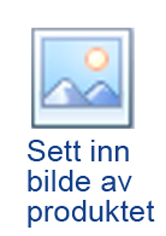 Sett inn
bilde av
produktet